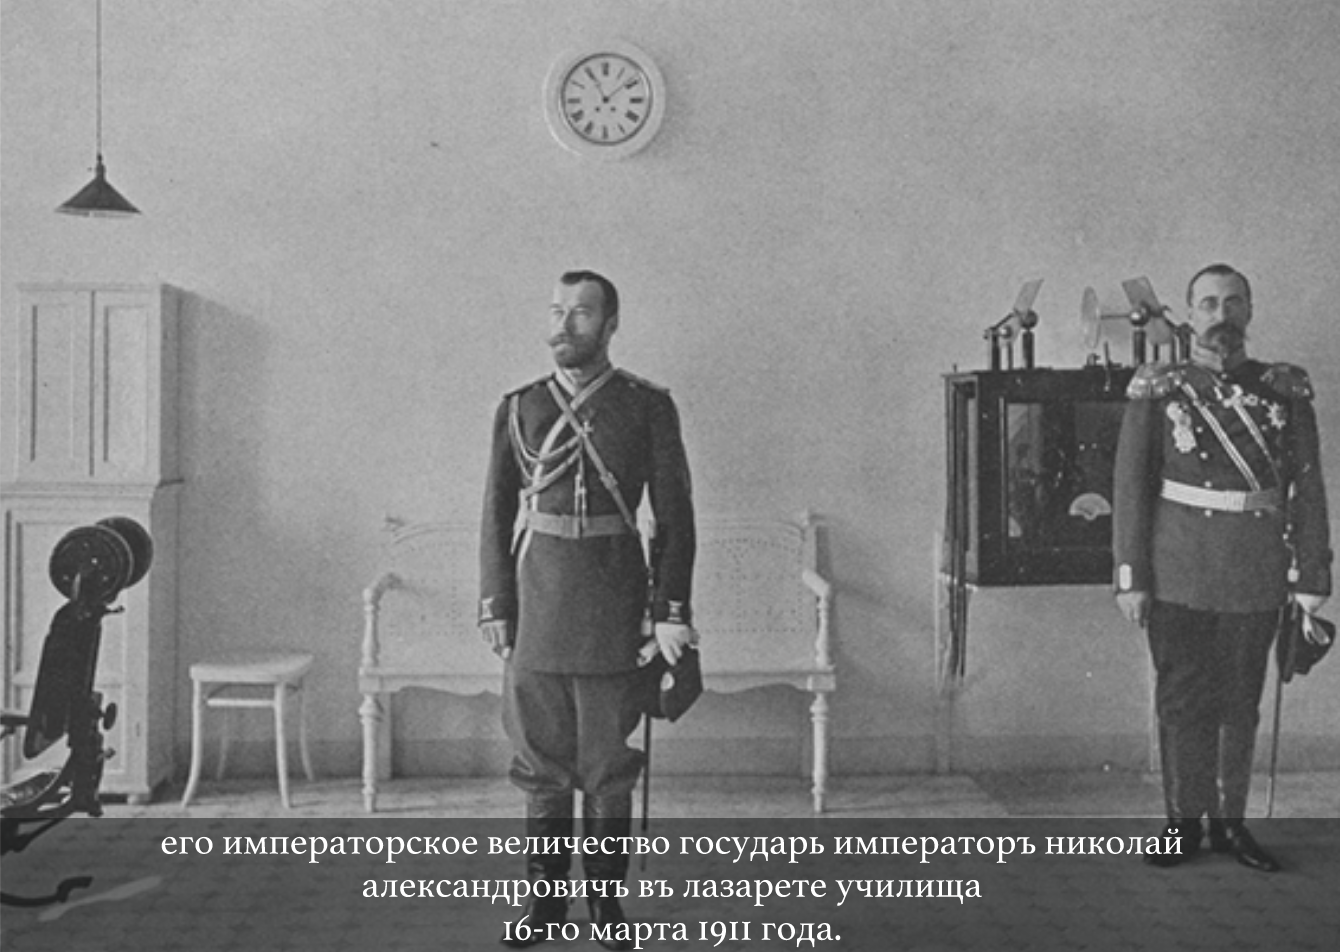 его императорское величество государь императоръ николай
александровичъ въ лазарете училища
16-го марта 1911 года.